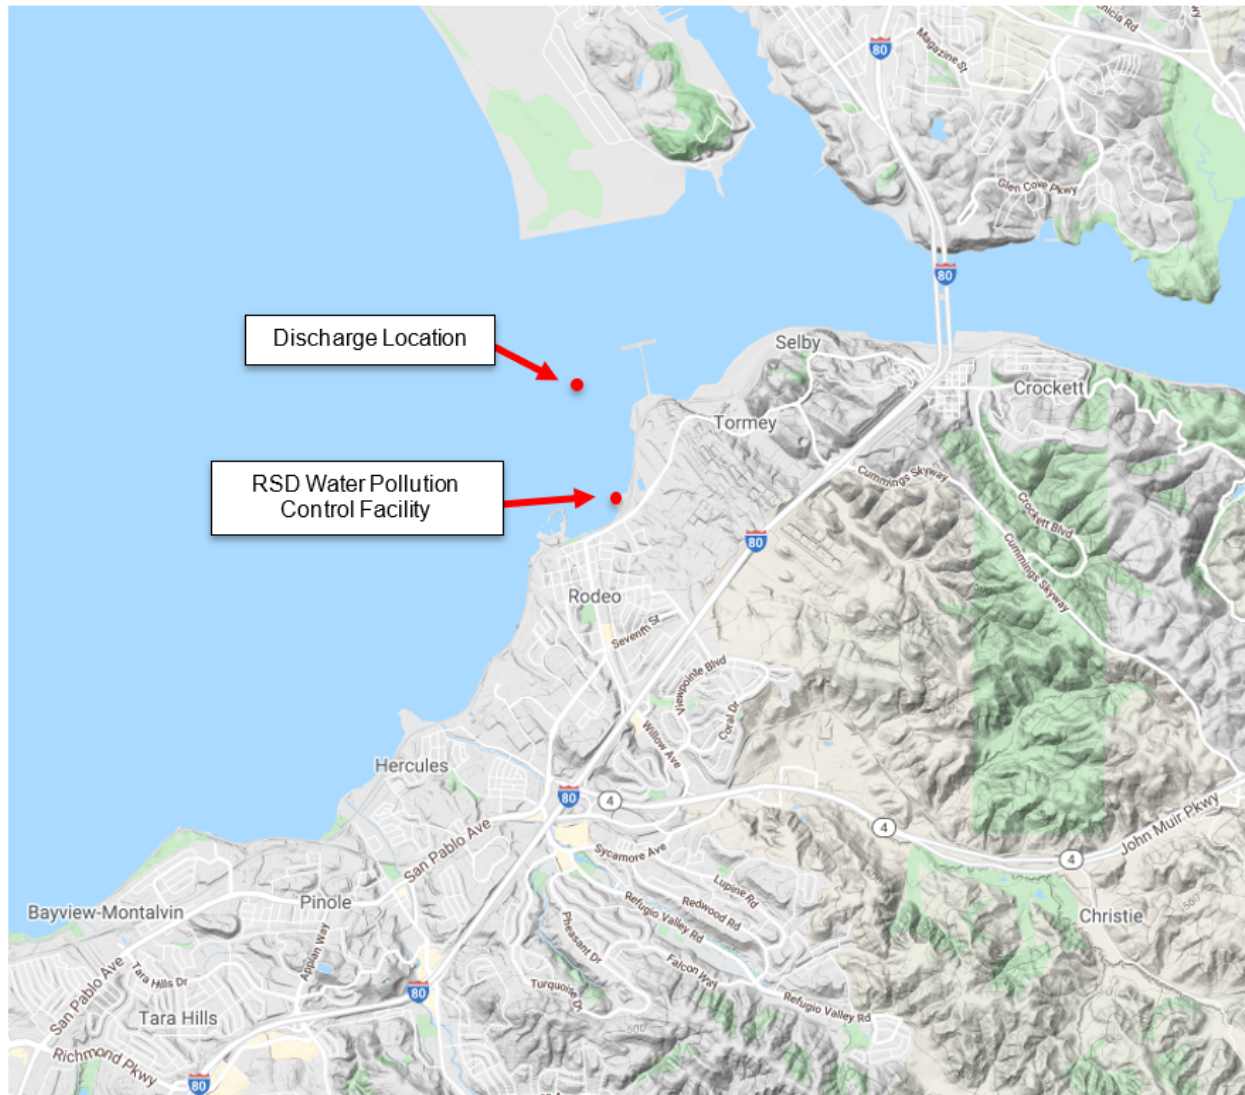 nicia Rd
wy
80
Magazine St
Glen Cove Pkwy
80
Discharge Location
Selby
Crockett
Tormey
Cummings Skyway
RSD Water Pollution
Control Facility
Crockett Blvd
80
Cummings Skyway
Rodeo
Seventh St
Viewpointe Blvd
Coral Dr
Willow Ave
Hercules
80
4
4
John Muir Pkwy
4
San Pablo Ave
Sycamore Ave
Lupine Rd
Redwood Rd
Refugio Valley Rd
Bayview-Montalvin
Pinole
Christie
Pheasant Dr
Appian Way
San Pablo Ave
Tara Hills Dr
Falcon Way
80
Turquoise Dr
Refugio Valley Rd
Tara Hills
600
Richmond Pkwy
80